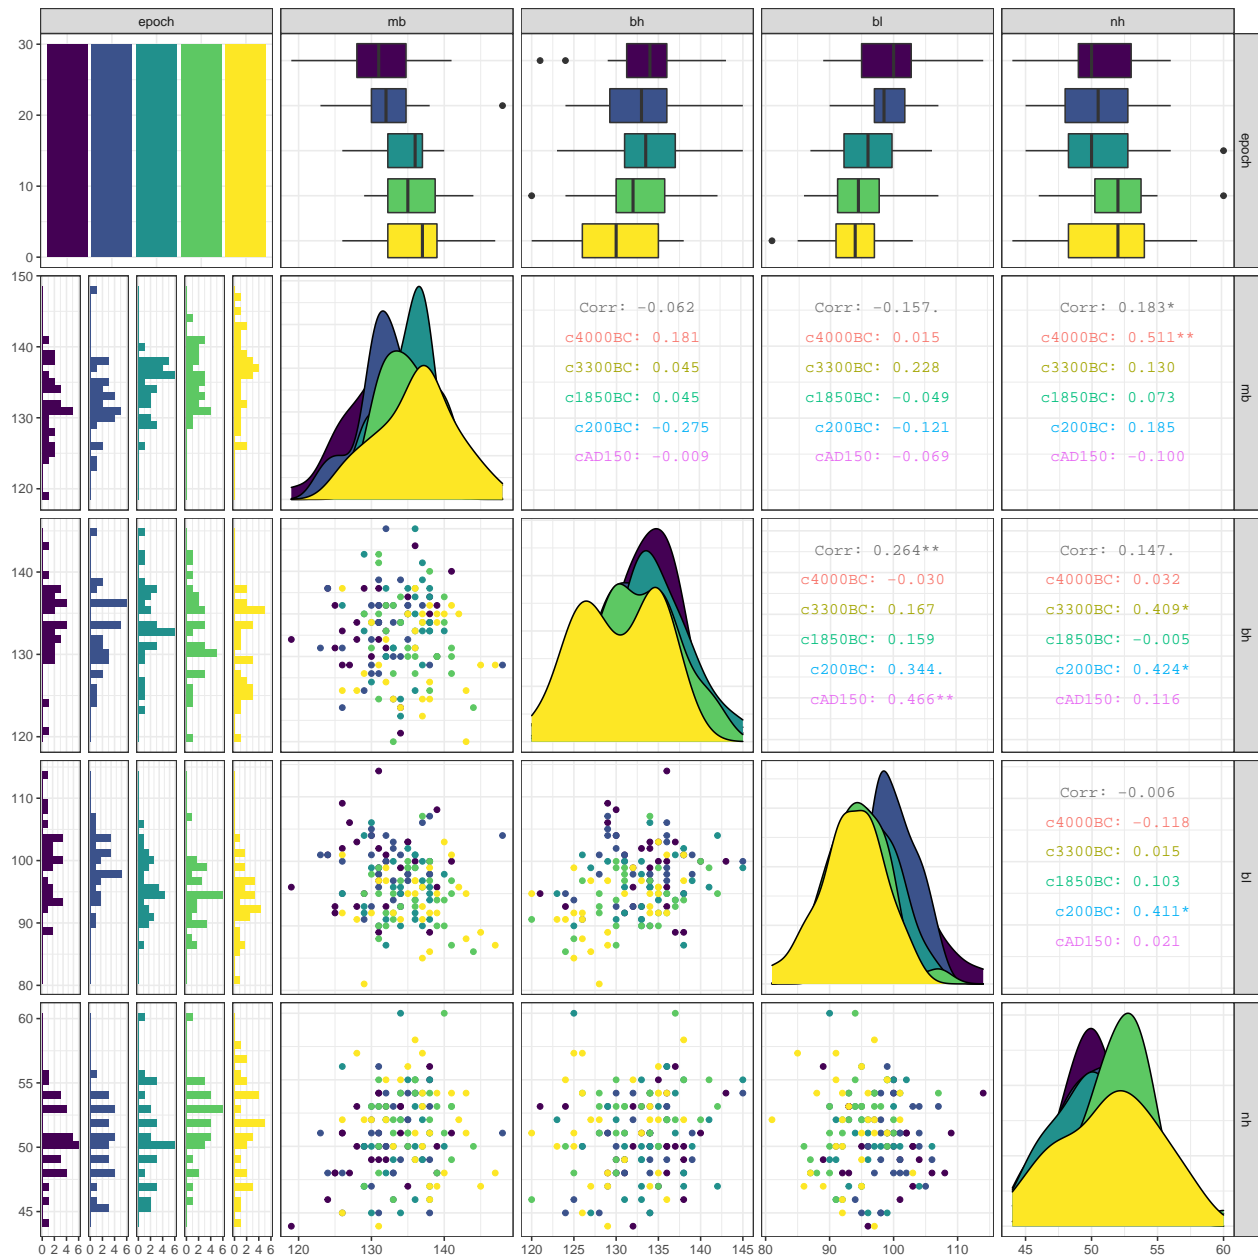 epoch mb bh bl nh
30
20
10
0
epoch
150
140
130
120
Corr: -0.062
c4000BC: 0.181
c3300BC: 0.045
c1850BC: 0.045
c200BC: -0.275
cAD150: -0.009
Corr: -0.157.
c4000BC: 0.015
c3300BC: 0.228
c1850BC: -0.049
c200BC: -0.121
cAD150: -0.069
Corr: 0.183*
c4000BC: 0.511**
c3300BC: 0.130
c1850BC: 0.073
c200BC: 0.185
cAD150: -0.100
mb
140
130
120
Corr: 0.264**
c4000BC: -0.030
c3300BC: 0.167
c1850BC: 0.159
c200BC: 0.344.
cAD150: 0.466**
Corr: 0.147.
c4000BC: 0.032
c3300BC: 0.409*
c1850BC: -0.005
c200BC: 0.424*
cAD150: 0.116
bh
110
100
90
80
Corr: -0.006
c4000BC: -0.118
c3300BC: 0.015
c1850BC: 0.103
c200BC: 0.411*
cAD150: 0.021
bl
60
55
50
45
nh
0 2 4 6 0 2 4 6 0 2 4 6 0 2 4 6 0 2 4 6 120 130 140 120 125 130 135 140 145 80 90 100 110 45 50 55 60